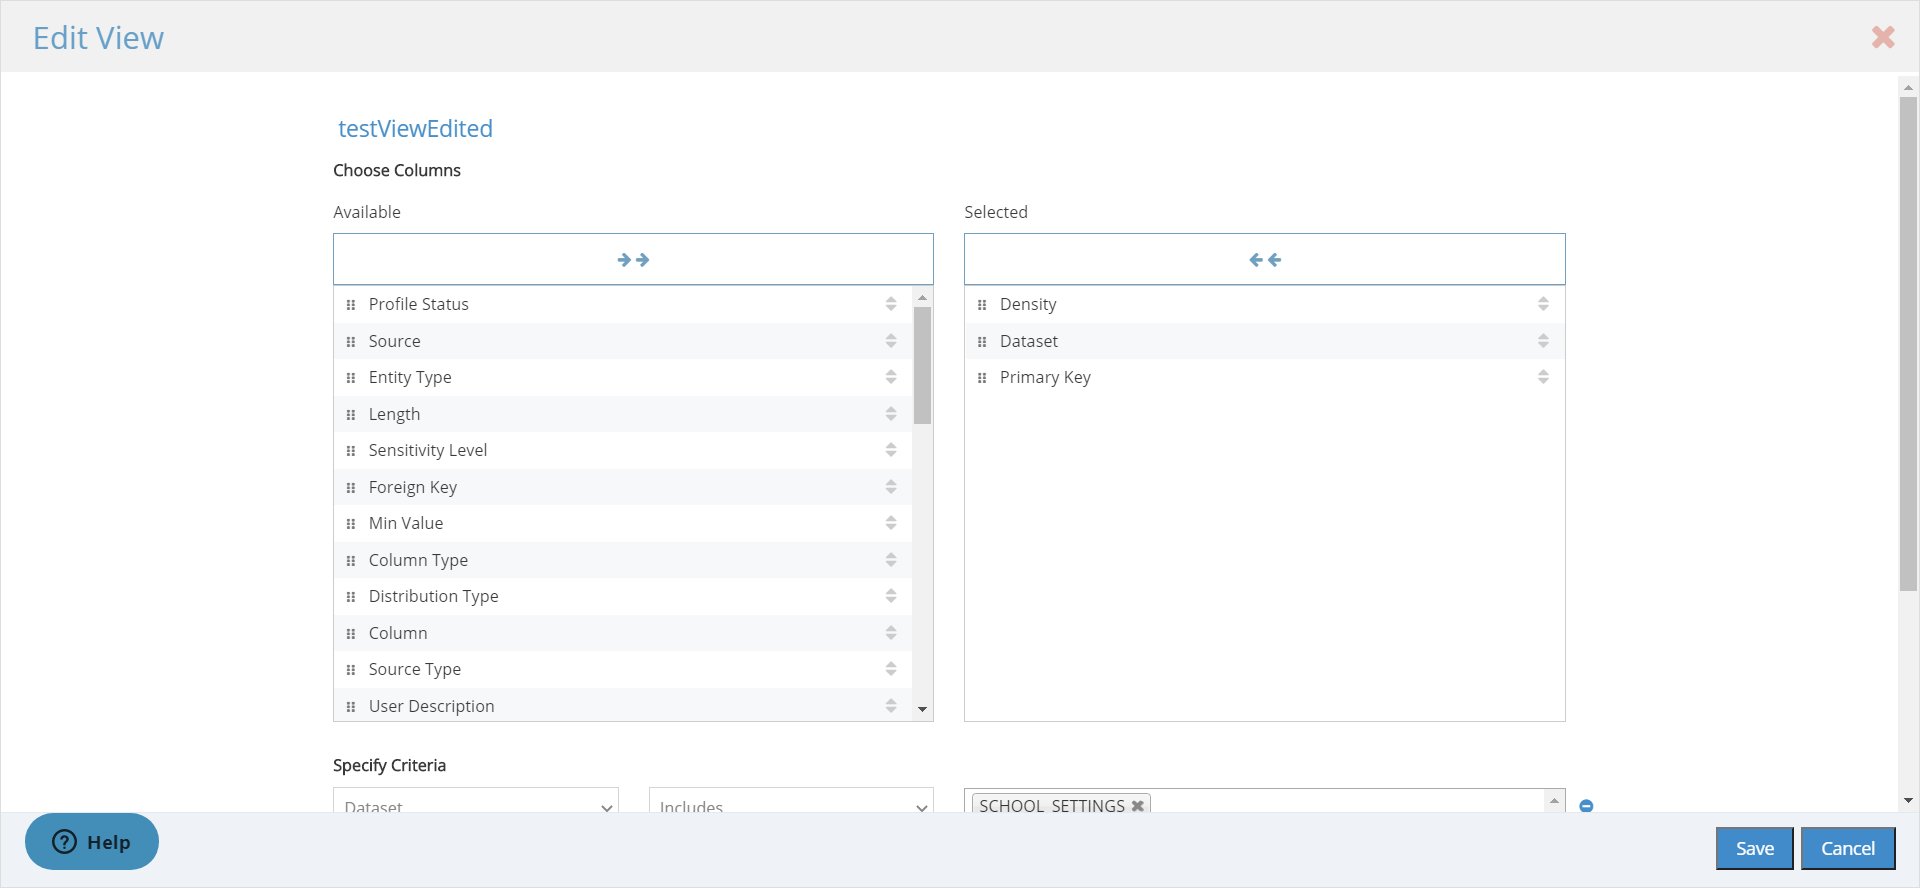 Edit View
testViewEdited
Choose Columns
Available
Selected
Profile Status
Source
Entity Type
Length
Sensitivity Level
Foreign Key
Min Value
Column Type
Distribution Type
Column
Source Type
User Description
Density
Dataset
Primary Key
Specify Criteria
Dataset
Includes
SCHOOL_SETTINGS
Help
Save
Cancel